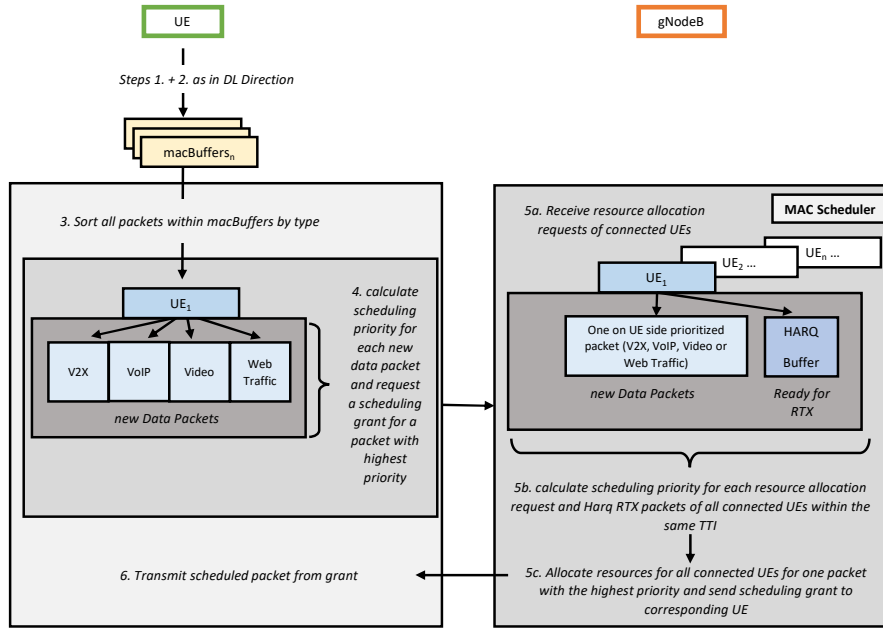 UE
gNodeB
Steps 1. + 2. as in DL Direction
macBuffersₙ
3. Sort all packets within macBuffers by type
UE₁
V2X
VoIP
Video
Web
Traffic
new Data Packets
4. calculate
scheduling
priority for
each new
data packet
and request
a scheduling
grant for a
packet with
highest
priority
6. Transmit scheduled packet from grant
5a. Receive resource allocation
requests of connected UEs
MAC Scheduler
UEₙ ...
UE₂ ...
UE₁
One on UE side prioritized
packet (V2X, VoIP, Video or
Web Traffic)
HARQ
Buffer
new Data Packets
Ready for
RTX
5b. calculate scheduling priority for each resource allocation
request and Harq RTX packets of all connected UEs within the
same TTI
5c. Allocate resources for all connected UEs for one packet
with the highest priority and send scheduling grant to
corresponding UE